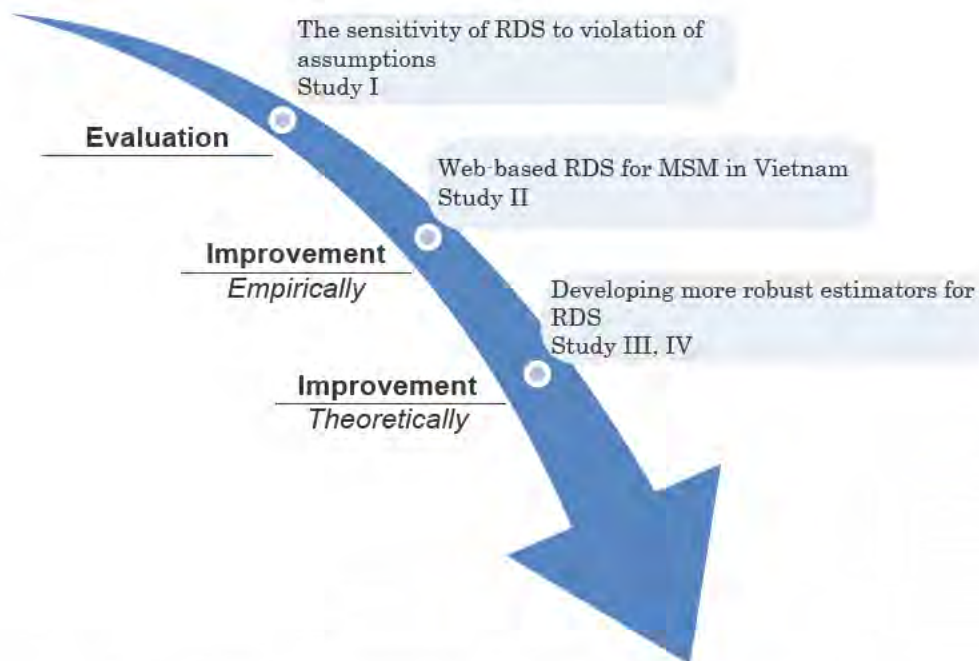 The sensitivity of RDS to violation of
assumptions
Study I
Evaluation
Web-based RDS for MSM in Vietnam
Study II
Improvement
Empirically
Developing more robust estimators for
RDS
Study III, IV
Improvement
Theoretically